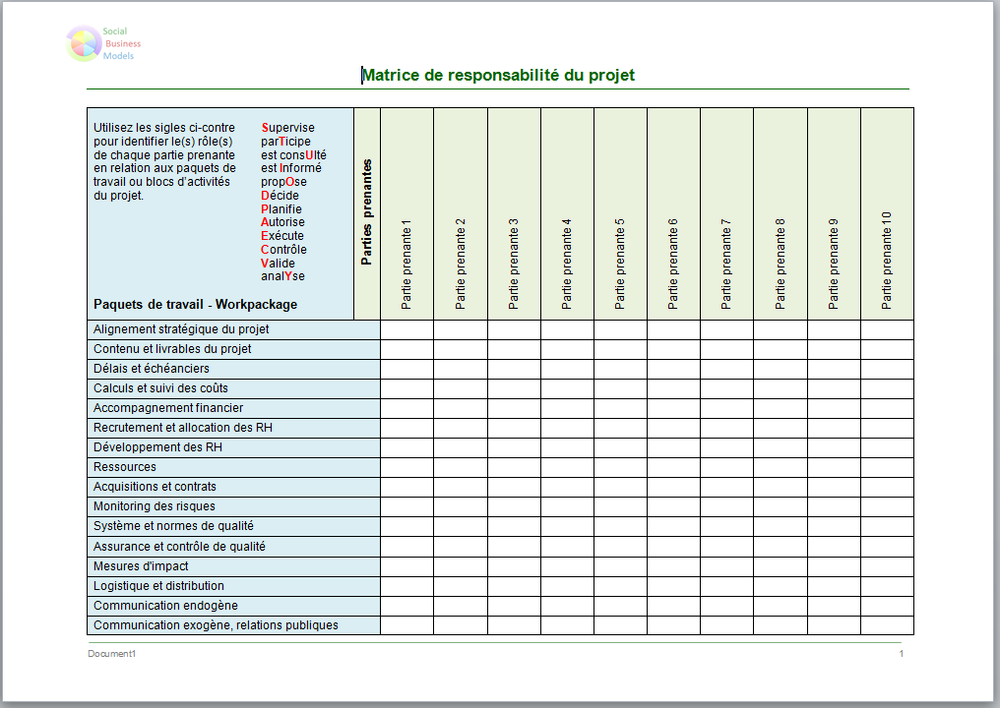 Social
Business
Models
Matrice de responsabilité du projet
Utilisez les sigles ci-contre
pour identifier le(s) rôle(s)
de chaque partie prenante
en relation aux paquets de
travail ou blocs d'activités
du projet.
Supervise
parTicipe
est consUlté
est Informé
propOse
Décide
Planifie
Autorise
Exécute
Contrôle
Valide
analYse
Paquets de travail - Workpackage
Parties prenantes
Partie prenante 1
Partie prenante 2
Partie prenante 3
Partie prenante 4
Partie prenante 5
Partie prenante 6
Partie prenante 7
Partie prenante 8
Partie prenante 9
Partie prenante 10
Alignement stratégique du projet
Contenu et livrables du projet
Délais et échéanciers
Calculs et suivi des coûts
Accompagnement financier
Recrutement et allocation des RH
Développement des RH
Ressources
Acquisitions et contrats
Monitoring des risques
Système et normes de qualité
Assurance et contrôle de qualité
Mesures d'impact
Logistique et distribution
Communication endogène
Communication exogène, relations publiques
Document1
1